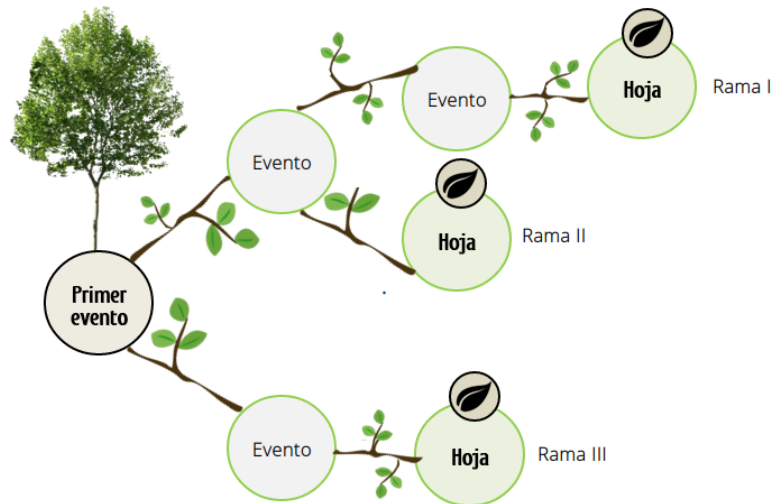 Hoja
Rama I
Evento
Evento
Hoja
Rama II
Primer
evento
Evento
Hoja
Rama III